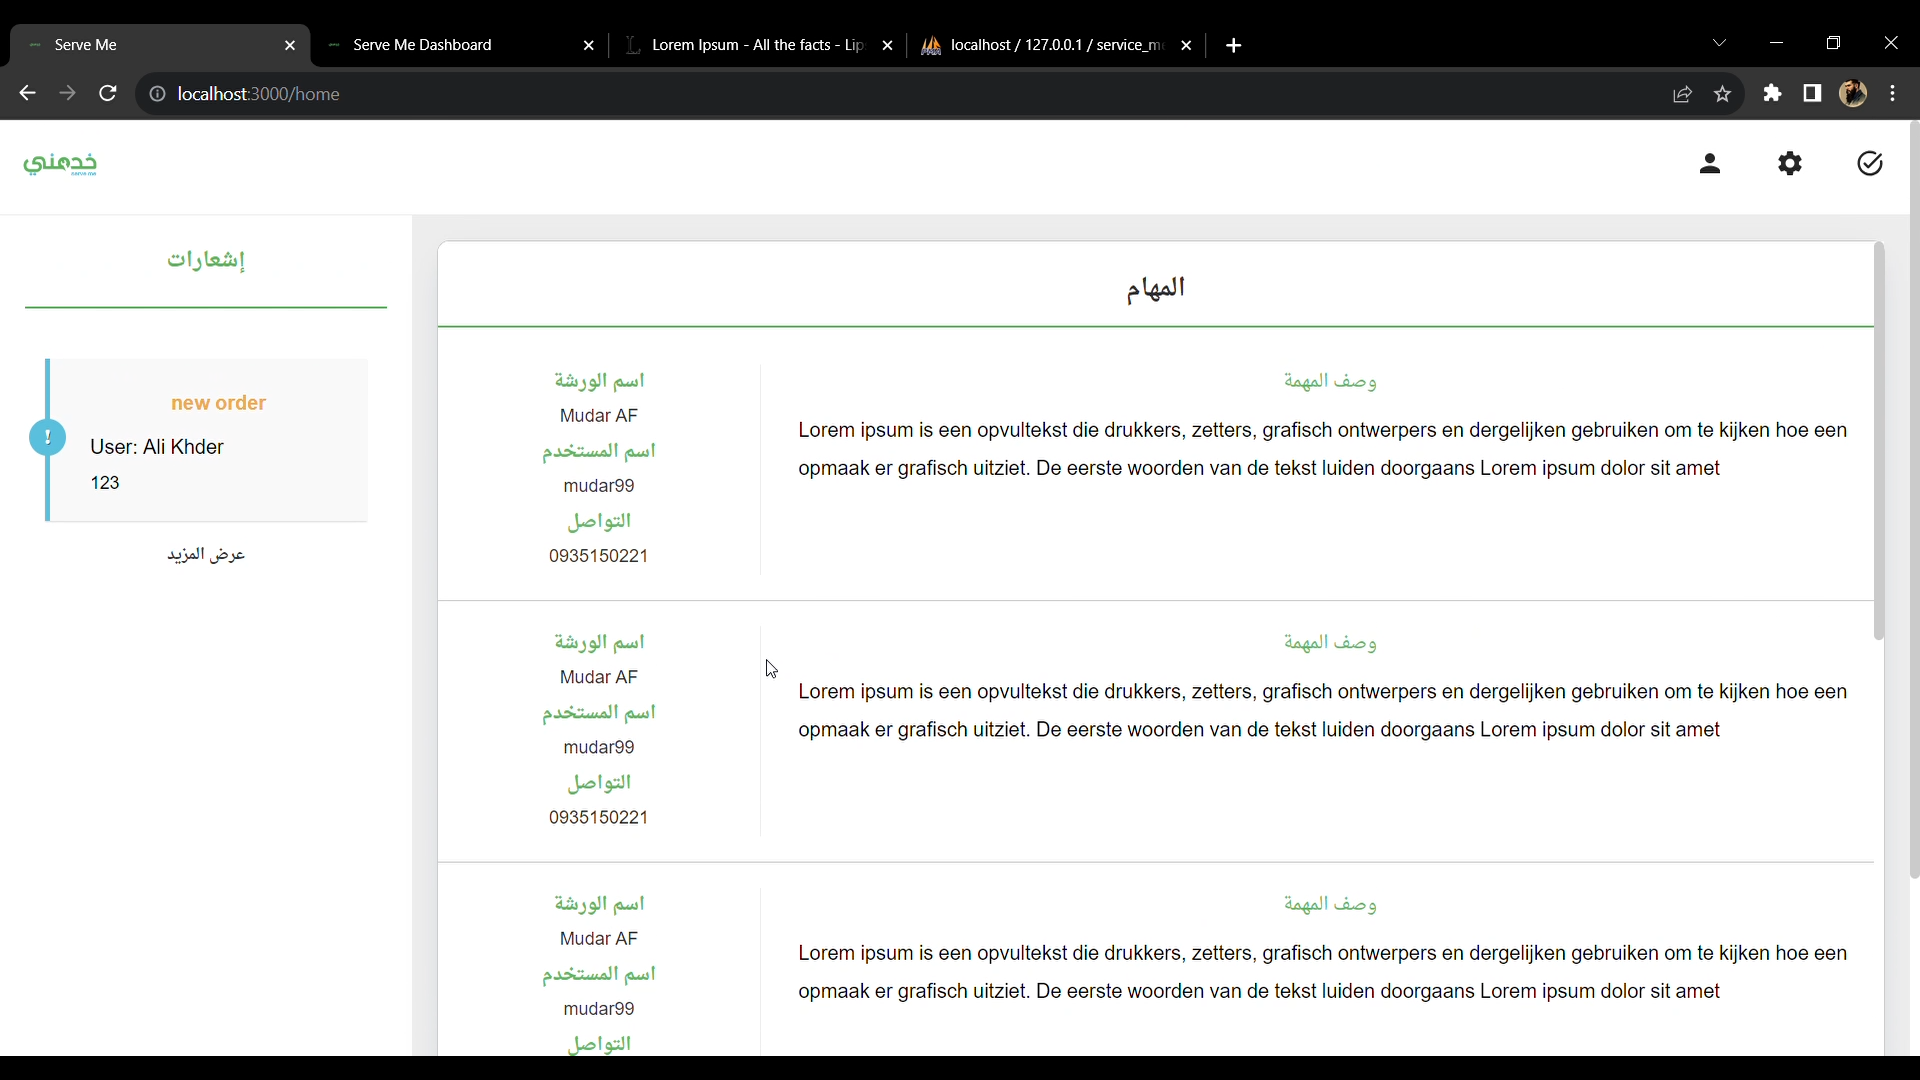 Serve Me
Serve Me Dashboard
Lorem Ipsum - All the facts - Lip
localhost / 127.0.0.1 / service_m
localhost:3000/home
خدمني
serve me
إشعارات
new order
User: Ali Khder
123
عرض المزيد
المهام
اسم الورشة
Mudar AF
اسم المستخدم
mudar99
التواصل
0935150221
وصف المهمة
Lorem ipsum is een opvultekst die drukkers, zetters, grafisch ontwerpers en dergelijken gebruiken om te kijken hoe een
opmaak er grafisch uitziet. De eerste woorden van de tekst luiden doorgaans Lorem ipsum dolor sit amet
اسم الورشة
Mudar AF
اسم المستخدم
mudar99
التواصل
0935150221
وصف المهمة
Lorem ipsum is een opvultekst die drukkers, zetters, grafisch ontwerpers en dergelijken gebruiken om te kijken hoe een
opmaak er grafisch uitziet. De eerste woorden van de tekst luiden doorgaans Lorem ipsum dolor sit amet
اسم الورشة
Mudar AF
اسم المستخدم
mudar99
التواصل
وصف المهمة
Lorem ipsum is een opvultekst die drukkers, zetters, grafisch ontwerpers en dergelijken gebruiken om te kijken hoe een
opmaak er grafisch uitziet. De eerste woorden van de tekst luiden doorgaans Lorem ipsum dolor sit amet